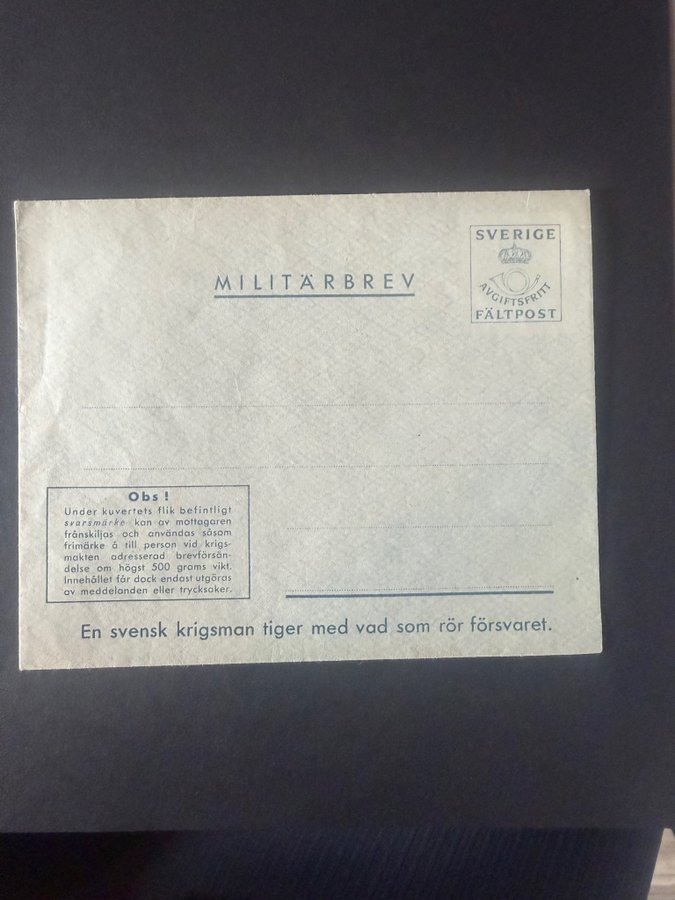 SVERIGE
AVGIFTSFRITT
FÄLTPOST
MILITÄRBREV
Obs!
Under kuvertets flik befintligt
svarsmärke kan av mottagaren
frånskiljas och användas såsom
frimärke å till person vid krigs-
makten adresserad brevförsän-
delse om högst 500 grams vikt.
Innehållet får dock endast utgöras
av meddelanden eller trycksaker.
En svensk krigsman tiger med vad som rör försvaret.